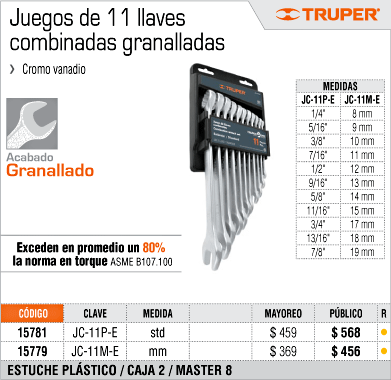 Juegos de 11 llaves
combinadas granalladas
TRUPER®
› Cromo vanadio
Acabado
Granallado
TRUPER
11
MEDIDAS
JC-11P-E JC-11M-E
1/4" 8 mm
5/16" 9 mm
3/8" 10 mm
7/16" 11 mm
1/2" 12 mm
9/16" 13 mm
5/8" 14 mm
11/16" 15 mm
3/4" 17 mm
13/16" 18 mm
7/8" 19 mm
Exceden en promedio un 80%
la norma en torque ASME B107.100
CÓDIGO CLAVE MEDIDA MAYOREO PÚBLICO R
15781 JC-11P-E std $ 459 $ 568
15779 JC-11M-E mm $ 369 $ 456
ESTUCHE PLÁSTICO / CAJA 2 / MASTER 8